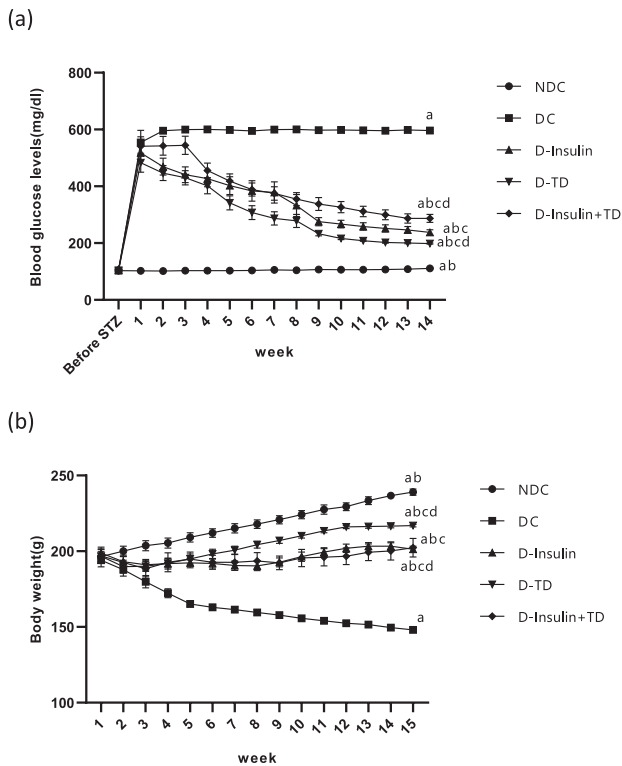 (a)
Blood glucose levels(mg/dl)
800
600
400
200
0
Before STZ 1 2 3 4 5 6 7 8 9 10 11 12 13 14
week
a
abcd
abc
abcd
ab
NDC
DC
D-Insulin
D-TD
D-Insulin+TD
(b)
Body weight(g)
250
200
150
100
1 2 3 4 5 6 7 8 9 10 11 12 13 14 15
week
ab
abcd
abc
abcd
a
NDC
DC
D-Insulin
D-TD
D-Insulin+TD